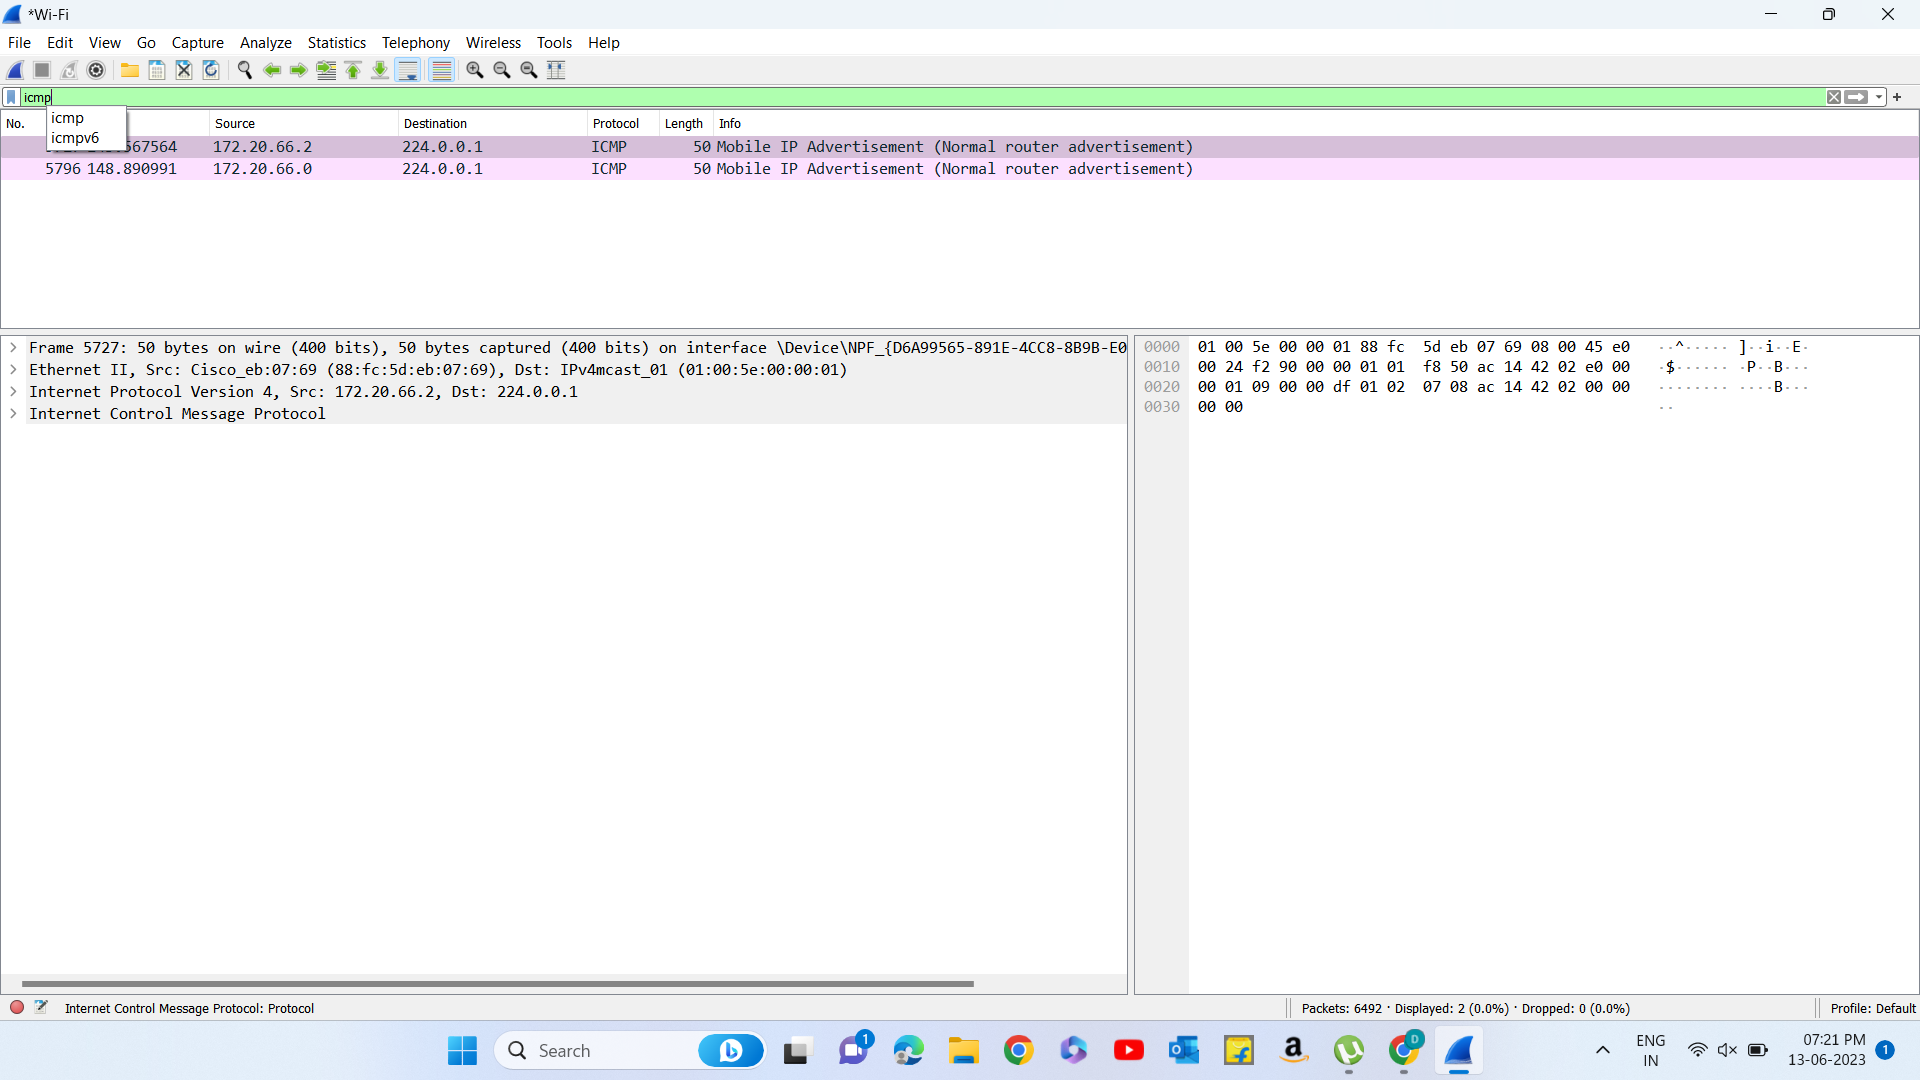 *Wi-Fi
File Edit View Go Capture Analyze Statistics Telephony Wireless Tools Help
icmp
icmp
icmpv6
No. Source Destination Protocol Length Info
567564 172.20.66.2 224.0.0.1 ICMP 50 Mobile IP Advertisement (Normal router advertisement)
5796 148.890991 172.20.66.0 224.0.0.1 ICMP 50 Mobile IP Advertisement (Normal router advertisement)
Frame 5727: 50 bytes on wire (400 bits), 50 bytes captured (400 bits) on interface \Device\NPF_{D6A99565-891E-4CC8-8B9B-E0
Ethernet II, Src: Cisco_eb:07:69 (88:fc:5d:eb:07:69), Dst: IPv4mcast_01 (01:00:5e:00:00:01)
Internet Protocol Version 4, Src: 172.20.66.2, Dst: 224.0.0.1
Internet Control Message Protocol
0000 01 00 5e 00 00 01 88 fc 5d eb 07 69 08 00 45 e0 ··^····· ]··i··E·
0010 00 24 f2 90 00 00 01 01 f8 50 ac 14 42 02 e0 00 ·$······ ·P··B···
0020 00 01 09 00 00 df 01 02 07 08 ac 14 42 02 00 00 ········ ····B···
0030 00 00 ··
Internet Control Message Protocol: Protocol
Packets: 6492 · Displayed: 2 (0.0%) · Dropped: 0 (0.0%)
Profile: Default
Search
1
D
ENG
IN
07:21 PM
13-06-2023
1